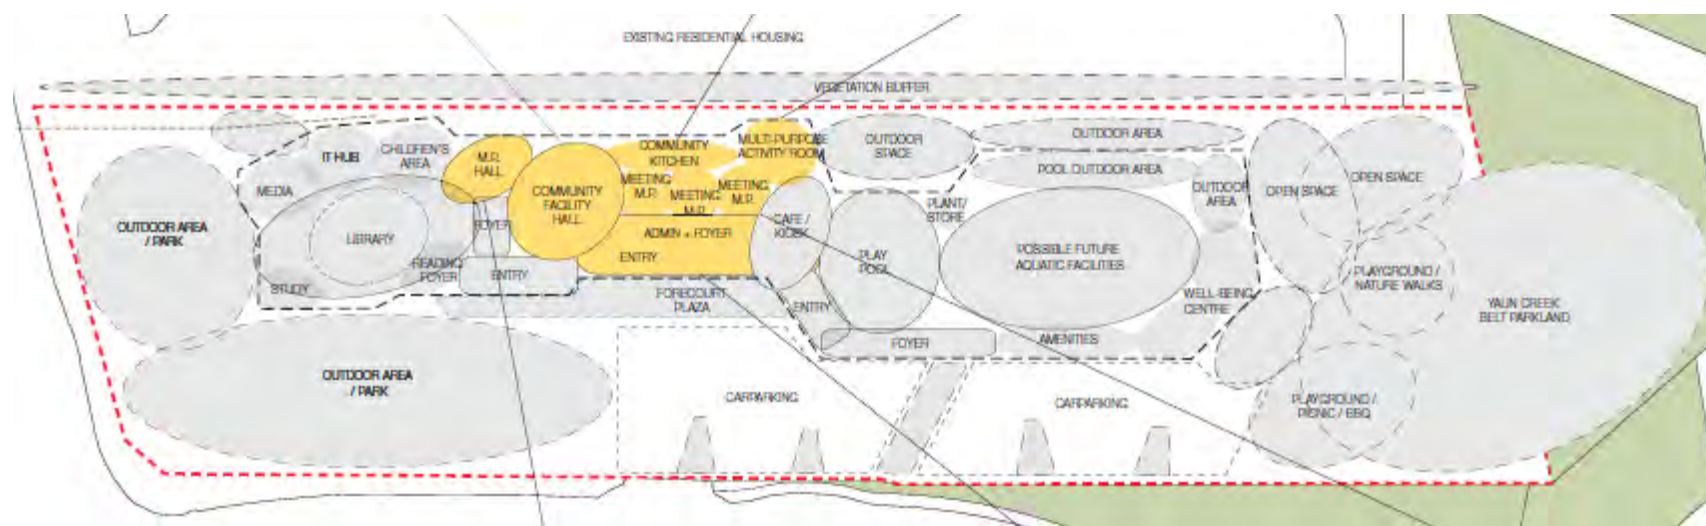 EXISTING RESIDENTIAL HOUSING
VEGETATION BUFFER
IT HUB
CHILDREN'S
AREA
MEDIA
M.P.
HALL
COMMUNITY
KITCHEN
MULTI-PURPOSE
ACTIVITY ROOM
OUTDOOR
SPACE
OUTDOOR AREA
POOL OUTDOOR AREA
OUTDOOR
AREA
OPEN SPACE
OPEN SPACE
OUTDOOR AREA
/ PARK
LIBRARY
FOYER
COMMUNITY
FACILITY
HALL
MEETING
M.P.
MEETING
M.P.
MEETING
M.P.
ADMIN + FOYER
ENTRY
CAFE /
KIOSK
PLANT/
STORE
PLAY
POOL
POSSIBLE FUTURE
AQUATIC FACILITIES
PLAYGROUND /
NATURE WALKS
READING
FOYER
ENTRY
STUDY
FORECOURT
PLAZA
ENTRY
WELL-BEING
CENTRE
YALIN CREEK
BELT PARKLAND
FOYER
AMENITIES
OUTDOOR AREA
/ PARK
CARPARKING
CARPARKING
PLAYGROUND /
PICNIC / BBQ